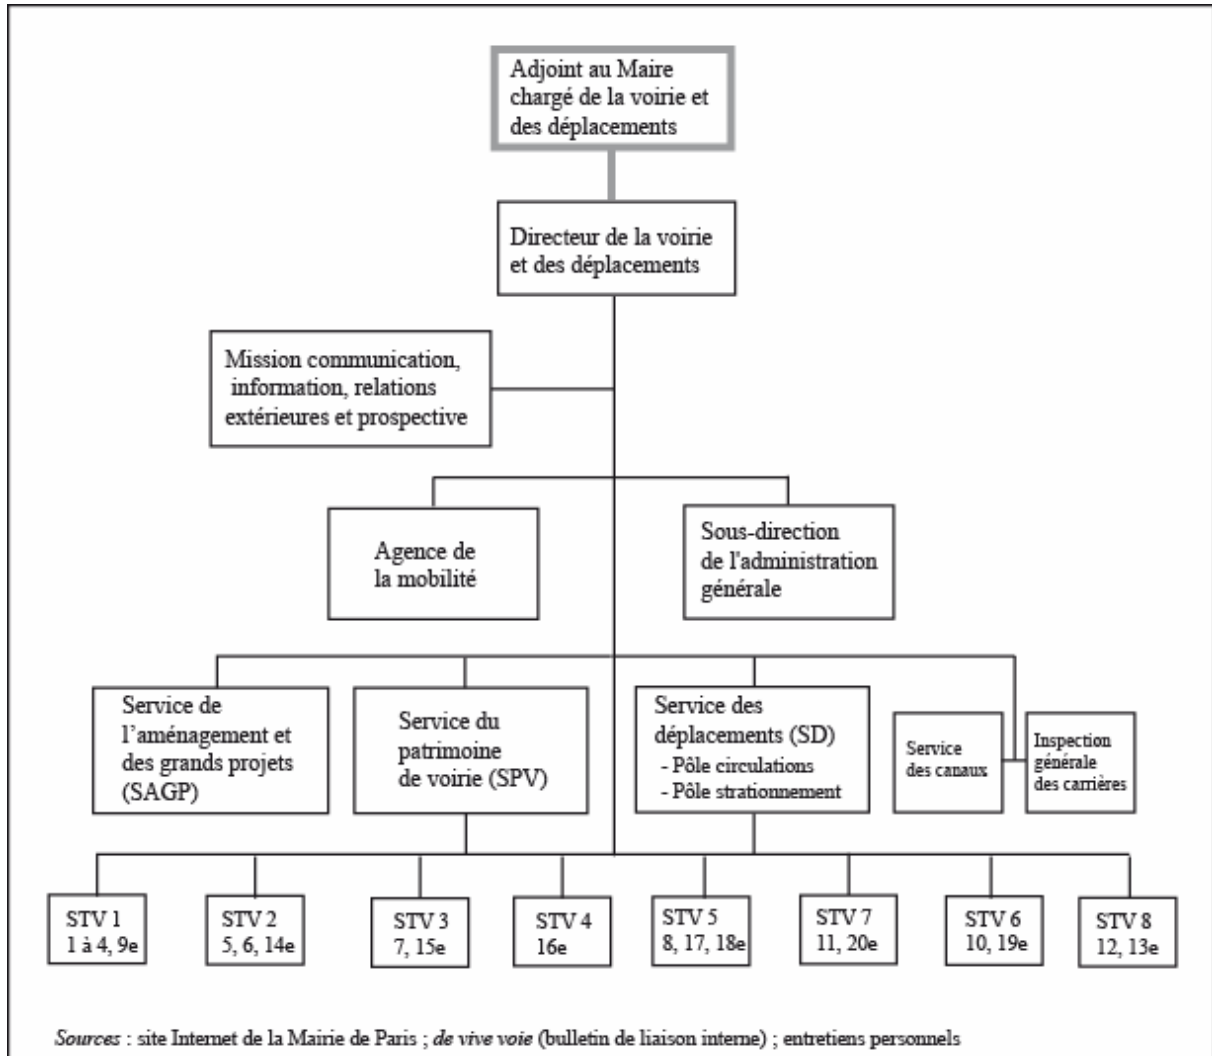 Adjoint au Maire
chargé de la voirie et
des déplacements
Directeur de la voirie
et des déplacements
Mission communication,
information, relations
extérieures et prospective
Agence de
la mobilité
Sous-direction
de l'administration
générale
Service de
l’aménagement et
des grands projets
(SAGP)
Service du
patrimoine
de voirie (SPV)
Service des
déplacements (SD)
- Pôle circulations
- Pôle strationnement
Service
des canaux
Inspection
générale
des carrières
STV 1
1 à 4, 9e
STV 2
5, 6, 14e
STV 3
7, 15e
STV 4
16e
STV 5
8, 17, 18e
STV 7
11, 20e
STV 6
10, 19e
STV 8
12, 13e
Sources : site Internet de la Mairie de Paris ; de vive voie (bulletin de liaison interne) ; entretiens personnels